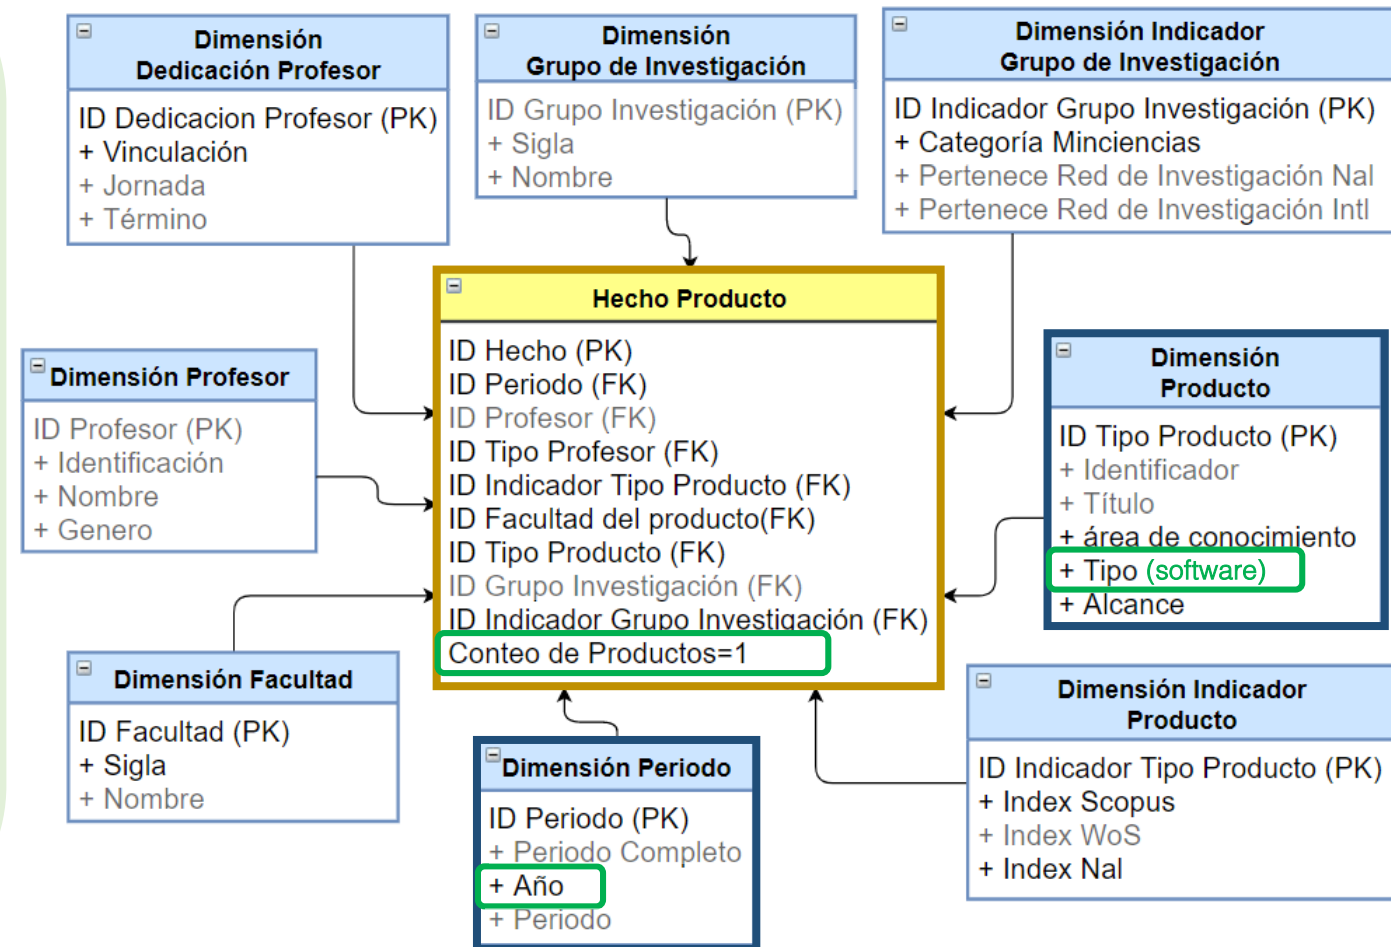 Dimensión
Dedicación Profesor
ID Dedicacion Profesor (PK)
+ Vinculación
+ Jornada
+ Término
Dimensión
Grupo de Investigación
ID Grupo Investigación (PK)
+ Sigla
+ Nombre
Dimensión Indicador
Grupo de Investigación
ID Indicador Grupo Investigación (PK)
+ Categoría Minciencias
+ Pertenece Red de Investigación Nal
+ Pertenece Red de Investigación Intl
Dimensión Profesor
ID Profesor (PK)
+ Identificación
+ Nombre
+ Genero
Hecho Producto
ID Hecho (PK)
ID Periodo (FK)
ID Profesor (FK)
ID Tipo Profesor (FK)
ID Indicador Tipo Producto (FK)
ID Facultad del producto(FK)
ID Tipo Producto (FK)
ID Grupo Investigación (FK)
ID Indicador Grupo Investigación (FK)
Conteo de Productos=1
Dimensión
Producto
ID Tipo Producto (PK)
+ Identificador
+ Título
+ área de conocimiento
+ Tipo (software)
+ Alcance
Dimensión Facultad
ID Facultad (PK)
+ Sigla
+ Nombre
Dimensión Periodo
ID Periodo (PK)
+ Periodo Completo
+ Año
+ Periodo
Dimensión Indicador
Producto
ID Indicador Tipo Producto (PK)
+ Index Scopus
+ Index WoS
+ Index Nal